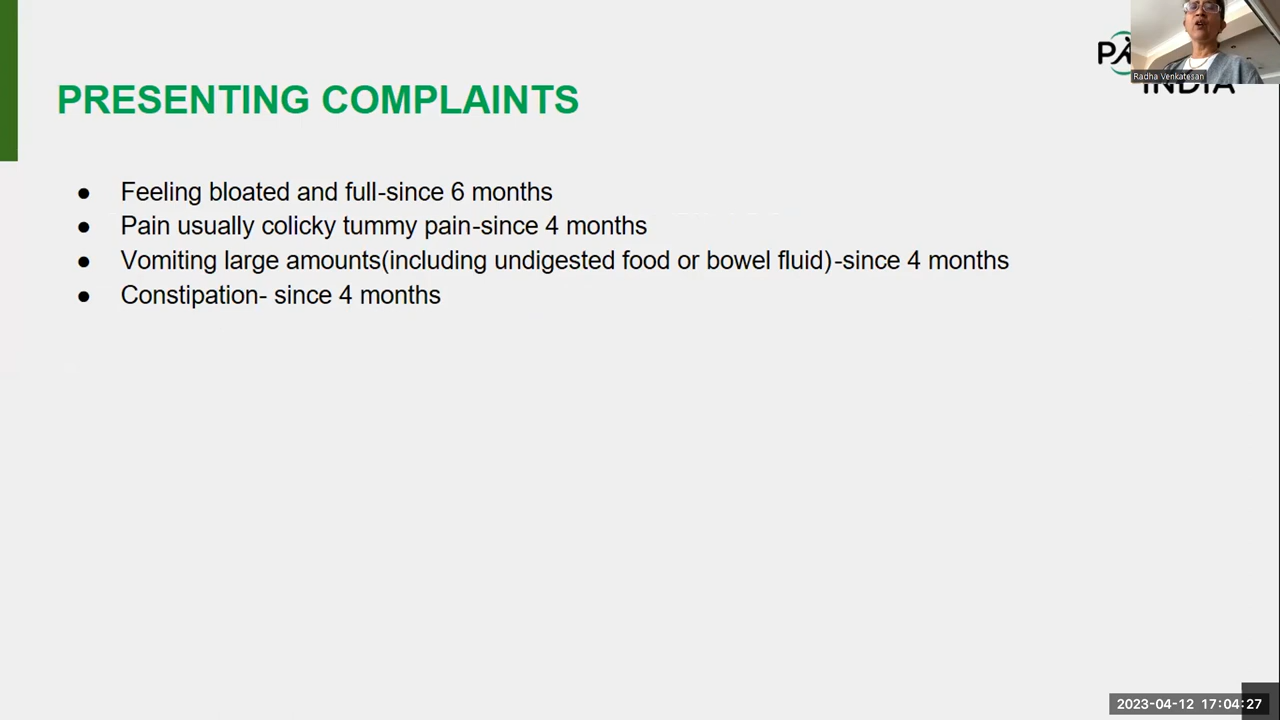 PRESENTING COMPLAINTS
● Feeling bloated and full-since 6 months
● Pain usually colicky tummy pain-since 4 months
● Vomiting large amounts(including undigested food or bowel fluid)-since 4 months
● Constipation- since 4 months
Radha Venkatesan
INDIA
2023-04-12 17:04:27